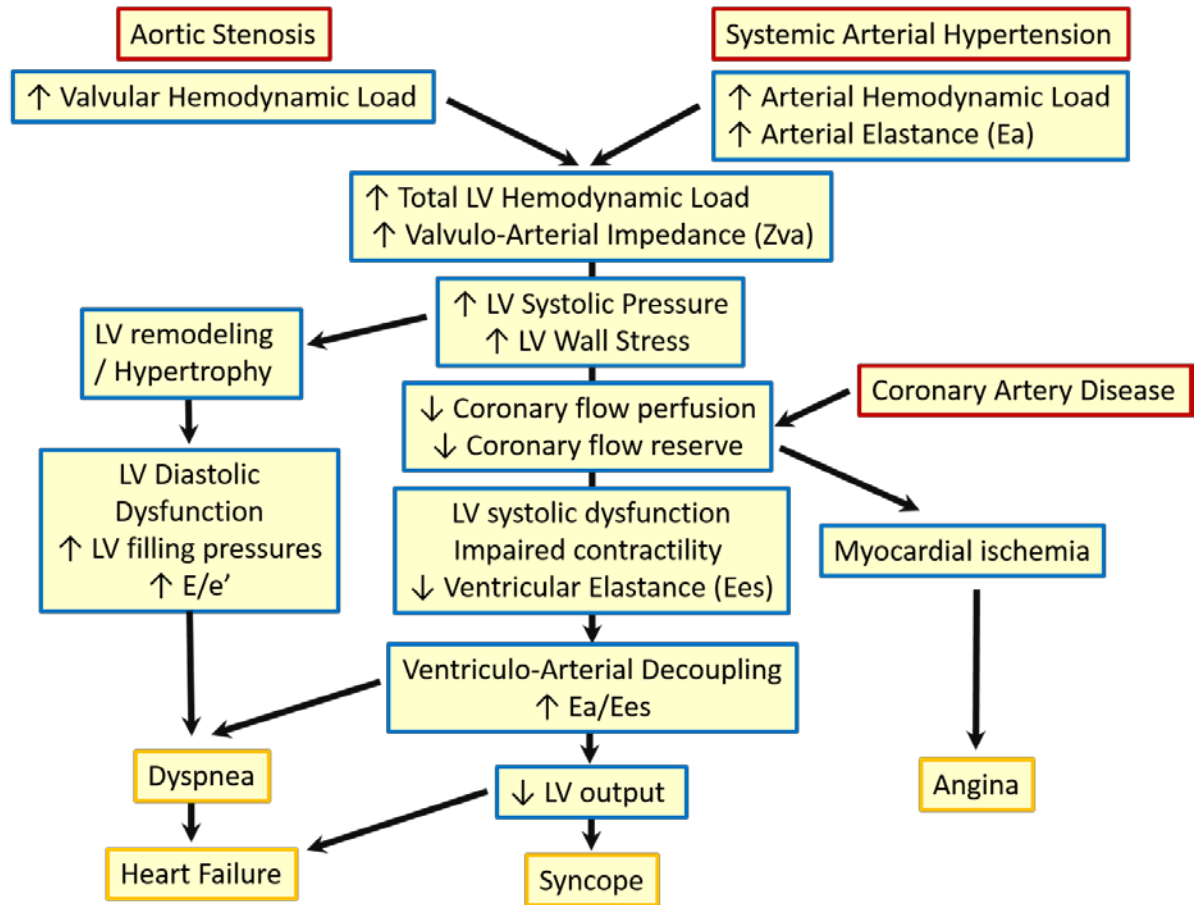 Aortic Stenosis
Systemic Arterial Hypertension
↑ Valvular Hemodynamic Load
↑ Arterial Hemodynamic Load
↑ Arterial Elastance (Ea)
↑ Total LV Hemodynamic Load
↑ Valvulo-Arterial Impedance (Zva)
↑ LV Systolic Pressure
↑ LV Wall Stress
LV remodeling
/ Hypertrophy
Coronary Artery Disease
↓ Coronary flow perfusion
↓ Coronary flow reserve
LV Diastolic
Dysfunction
↑ LV filling pressures
↑ E/e’
LV systolic dysfunction
Impaired contractility
↓ Ventricular Elastance (Ees)
Myocardial ischemia
Ventriculo-Arterial Decoupling
↑ Ea/Ees
Dyspnea
↓ LV output
Angina
Heart Failure
Syncope